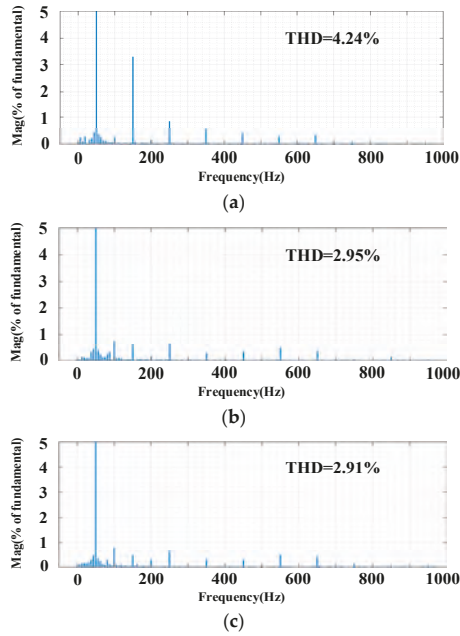 5
THD=4.24%
4
3
2
1
0
0 200 400 600 800 1000
Mag(% of fundamental)
Frequency(Hz)
(a)
5
THD=2.95%
4
3
2
1
0
0 200 400 600 800 1000
Mag(% of fundamental)
Frequency(Hz)
(b)
5
THD=2.91%
4
3
2
1
0
0 200 400 600 800 1000
Mag(% of fundamental)
Frequency(Hz)
(c)